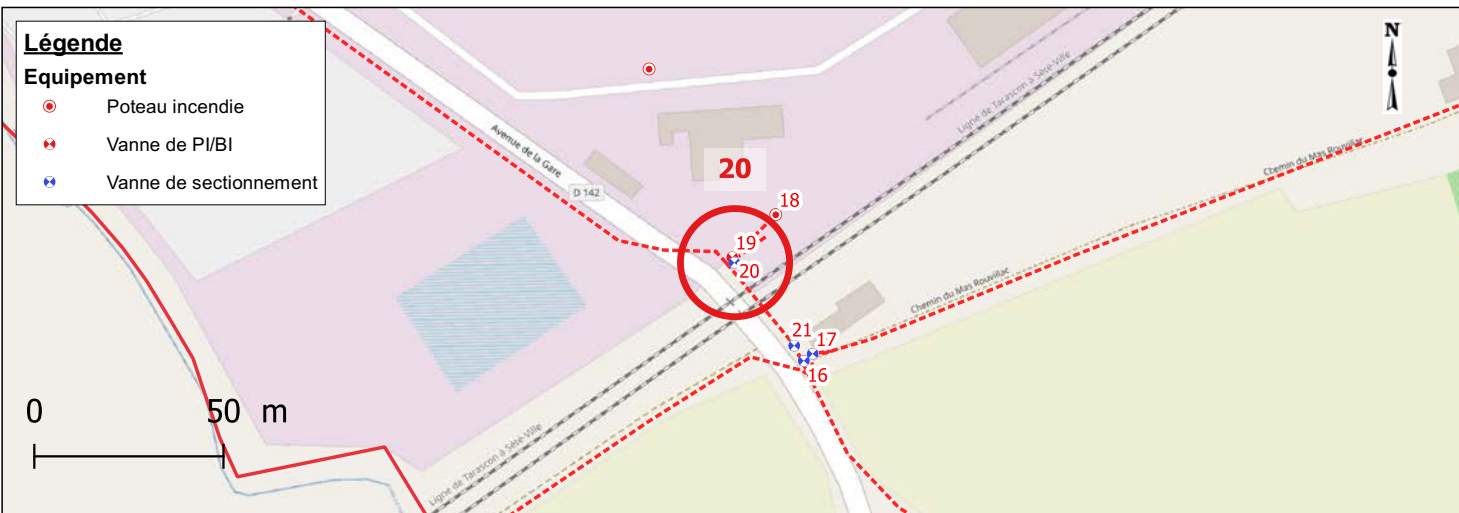 Légende
Equipement
Poteau incendie
Vanne de PI/BI
Vanne de sectionnement
N
Ligne de Tarascon à Sète-Ville
Avenue de la Gare
Chemin du Mas Rouvillac
20
D 142
18
19
20
Chemin du Mas Rouvillac
21
17
16
0 50 m
Ligne de Tarascon à Sète-Ville